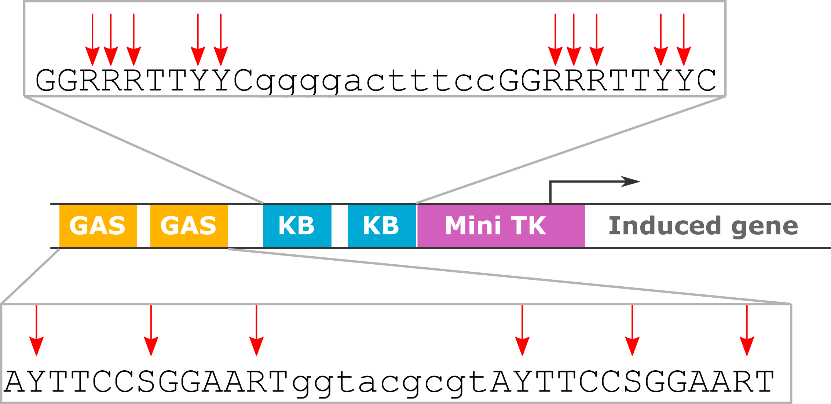 GGRRRTTYYCggggactttccGGRRRTTYYC
GAS GAS KB KB Mini TK Induced gene
AYTTCCSGGAARTggtacgcgtAYTTCCSGGAART